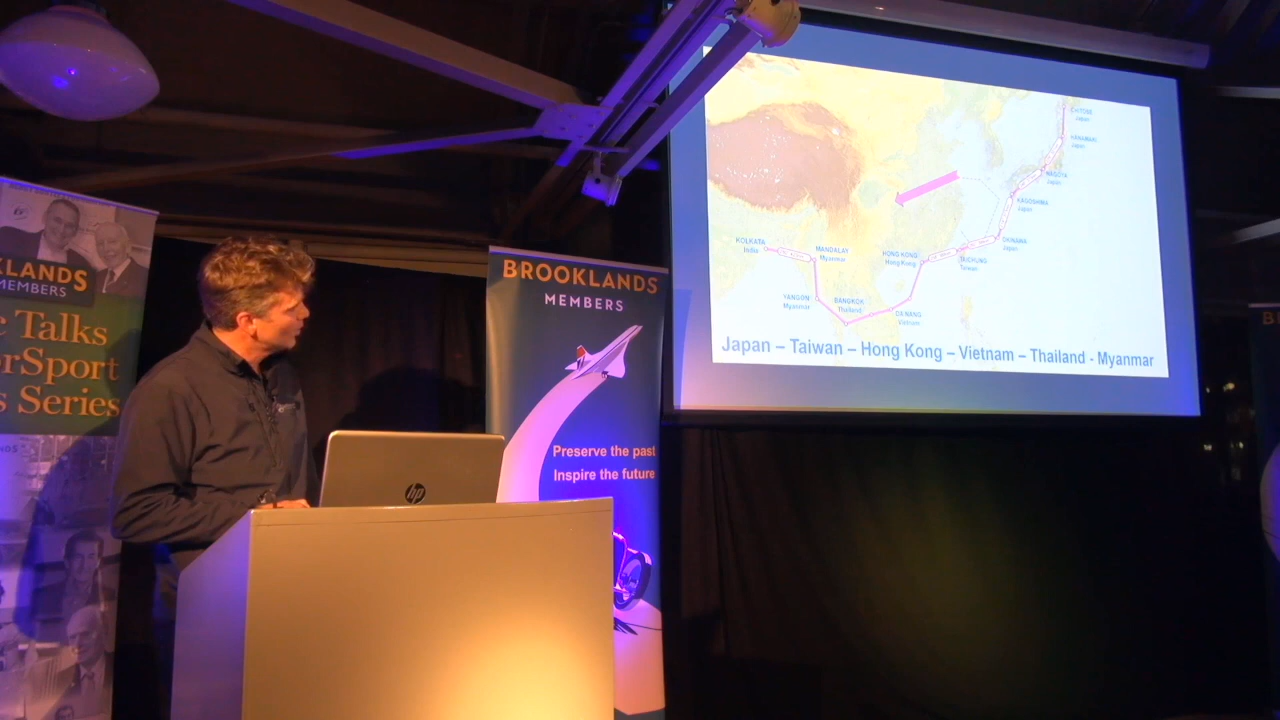 KLANDS
MEMBERS
Talks
rSport
s Series
BROOKLANDS
MEMBERS
Preserve the past
Inspire the future
hp
CHITOSE
Japan
HANAMAKI
Japan
NAGOYA
Japan
KAGOSHIMA
Japan
OKINAWA
Japan
TAICHUNG
Taiwan
HONG KONG
Hong Kong
KOLKATA
India
MANDALAY
Myanmar
YANGON
Myanmar
BANGKOK
Thailand
DA NANG
Vietnam
Japan – Taiwan – Hong Kong – Vietnam – Thailand - Myanmar